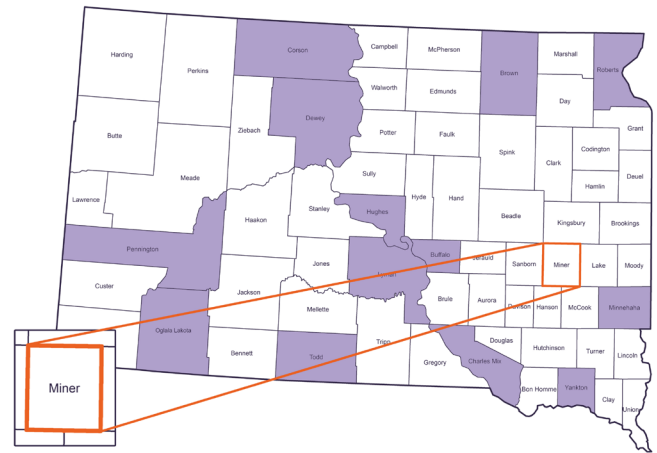 Harding
Perkins
Corson
Campbell
McPherson
Brown
Marshall
Roberts
Walworth
Edmunds
Day
Dewey
Ziebach
Butte
Potter
Faulk
Spink
Clark
Codington
Grant
Meade
Sully
Hamlin
Deuel
Lawrence
Haakon
Stanley
Hughes
Hyde
Hand
Beadle
Kingsbury
Brookings
Pennington
Jones
Lyman
Buffalo
Jerauld
Sanborn
Miner
Lake
Moody
Custer
Jackson
Mellette
Brule
Aurora
Davison
Hanson
McCook
Minnehaha
Oglala Lakota
Bennett
Todd
Tripp
Gregory
Charles Mix
Douglas
Hutchinson
Turner
Lincoln
Bon Homme
Yankton
Clay
Union
Miner